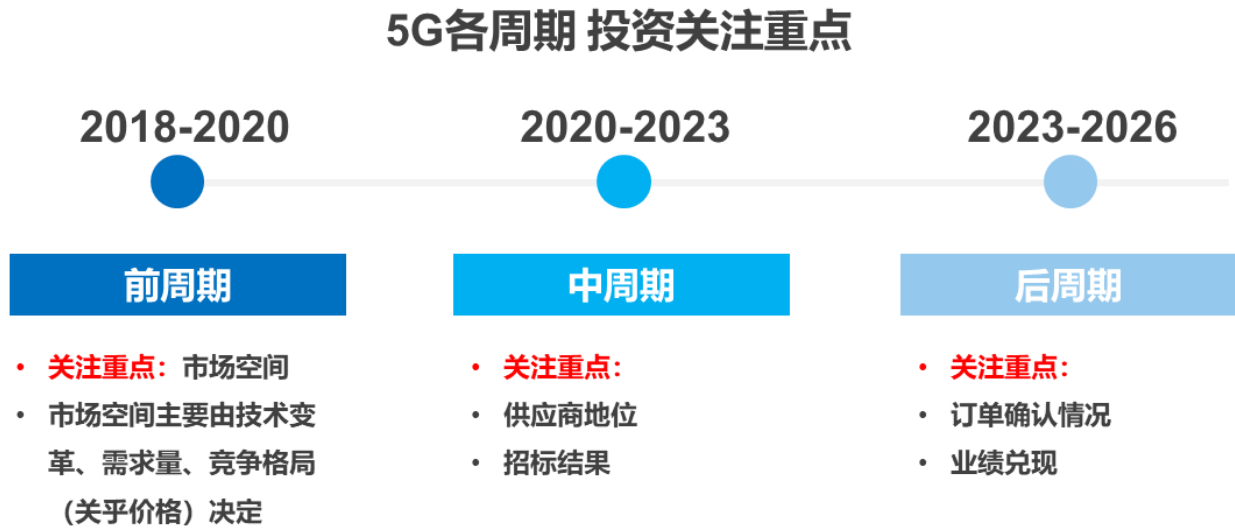 5G各周期 投资关注重点
2018-2020
2020-2023
2023-2026
前周期
中周期
后周期
• 关注重点：市场空间
• 市场空间主要由技术变
革、需求量、竞争格局
（关乎价格）决定
• 关注重点：
• 供应商地位
• 招标结果
• 关注重点：
• 订单确认情况
• 业绩兑现